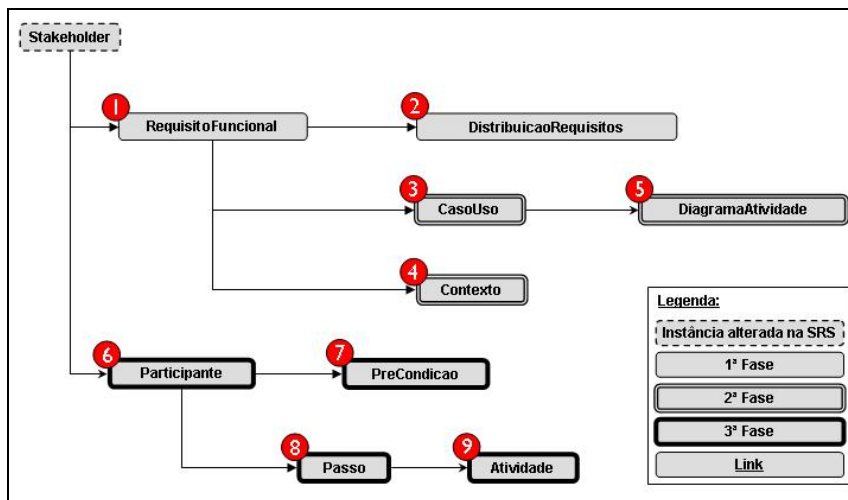 Stakeholder
1
RequisitoFuncional
2
DistribuicaoRequisitos
3
CasoUso
5
DiagramaAtividade
4
Contexto
6
Participante
7
PreCondicao
8
Passo
9
Atividade
Legenda:
Instância alterada na SRS
1ª Fase
2ª Fase
3ª Fase
Link